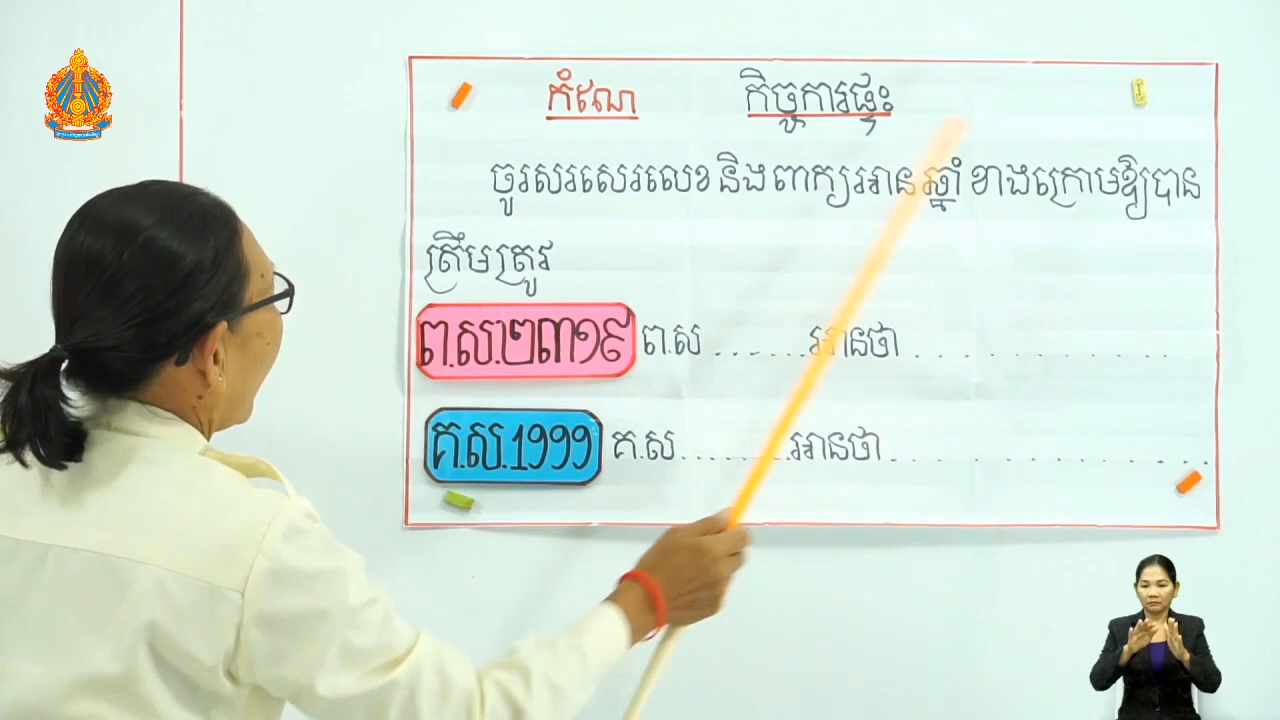 កំដណ កិច្ចការផ្ទះ
ចូរសរសេរលេខ និង ពាក្យអាន ឆ្នាំ ខាងក្រោមឱ្យបាន
ត្រឹមត្រូវ
ព.ស.២៣១៩ ព.ស ....... អានថា ..............
គ.ស.1999 គ.ស ........ អានថា ..............